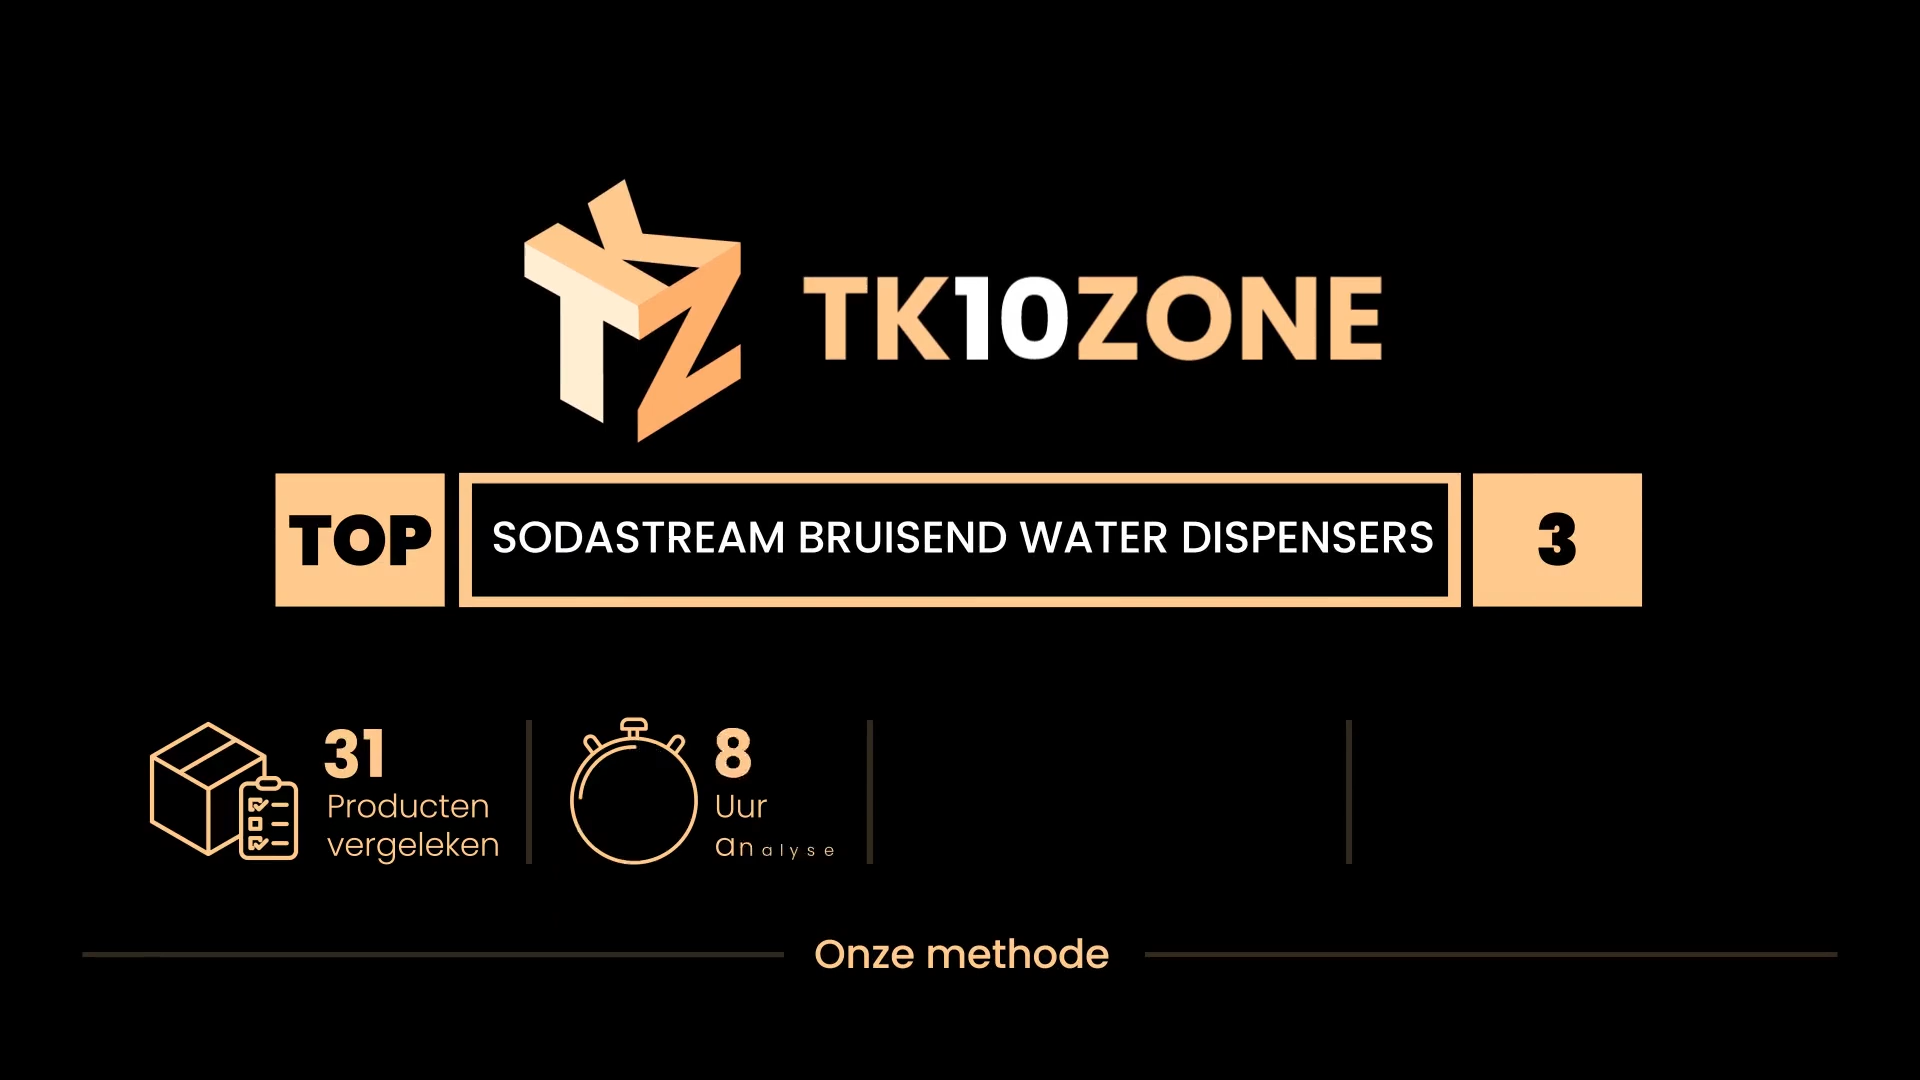 TK10ZONE
TOP
SODASTREAM BRUISEND WATER DISPENSERS
3
31
Producten
vergeleken
8
Uur
analyse
Onze methode